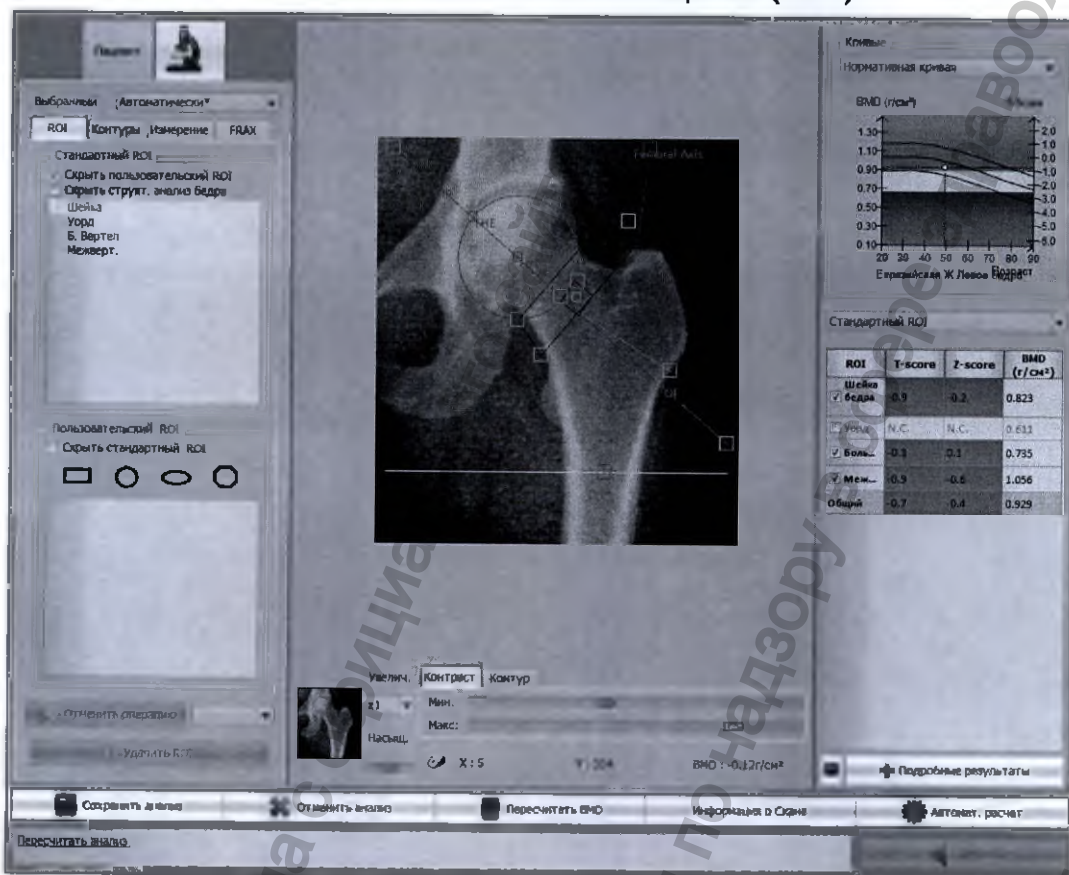 Пациент
Выбранный Автоматически*
ROI Контуры Измерение FRAX
Стандартный ROI
Скрыть пользовательский ROI
Скрыть структ. анализ бедра
Шейка
Уорд
Б. Вертел
Межверт.
Пользовательский ROI
Скрыть стандартный ROI
Отменить операцию
Femoral Axis
Увелич. Контраст Контур
x1 Мин.
Макс:
Насыщ.
X : 5
BMD : -0.12г/см²
Кривые
Нормативная кривая
BMD (г/см²)
1.30 2.0
1.10 1.0
0.0
0.90 -1.0
0.70 -2.0
0.50 -3.0
0.30 -4.0
-5.0
0.10 -6.0
20 30 40 50 60 70 80 90
Возраст
Евразийская Ж Левое бедро
Стандартный ROI
ROI T-score Z-score BMD (г/см²)
Шейка бедра -0.9 -0.2 0.823
Уорд N.C. N.C. 0.611
Боль... 0.1 0.735
Меж... -0.9 -0.6 1.056
Общий -0.7 -0.4 0.929
Подробные результаты
Сохранить анализ Отменить анализ Пересчитать BMD Информация о Скане Автомат. расчет
Пересчитать анализ